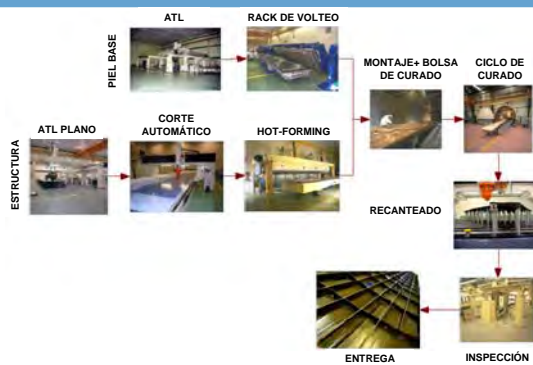 PIEL BASE
ATL
RACK DE VOLTEO
MONTAJE+ BOLSA
DE CURADO
CICLO DE
CURADO
ESTRUCTURA
ATL PLANO
CORTE
AUTOMÁTICO
HOT-FORMING
RECANTEADO
ENTREGA
INSPECCIÓN